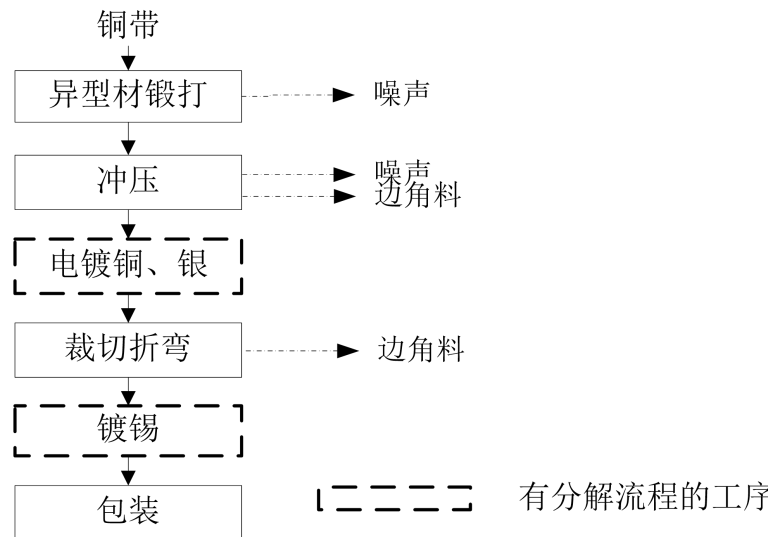 铜带
异型材锻打
噪声
冲压
噪声
边角料
电镀铜、银
裁切折弯
边角料
镀锡
包装
有分解流程的工序